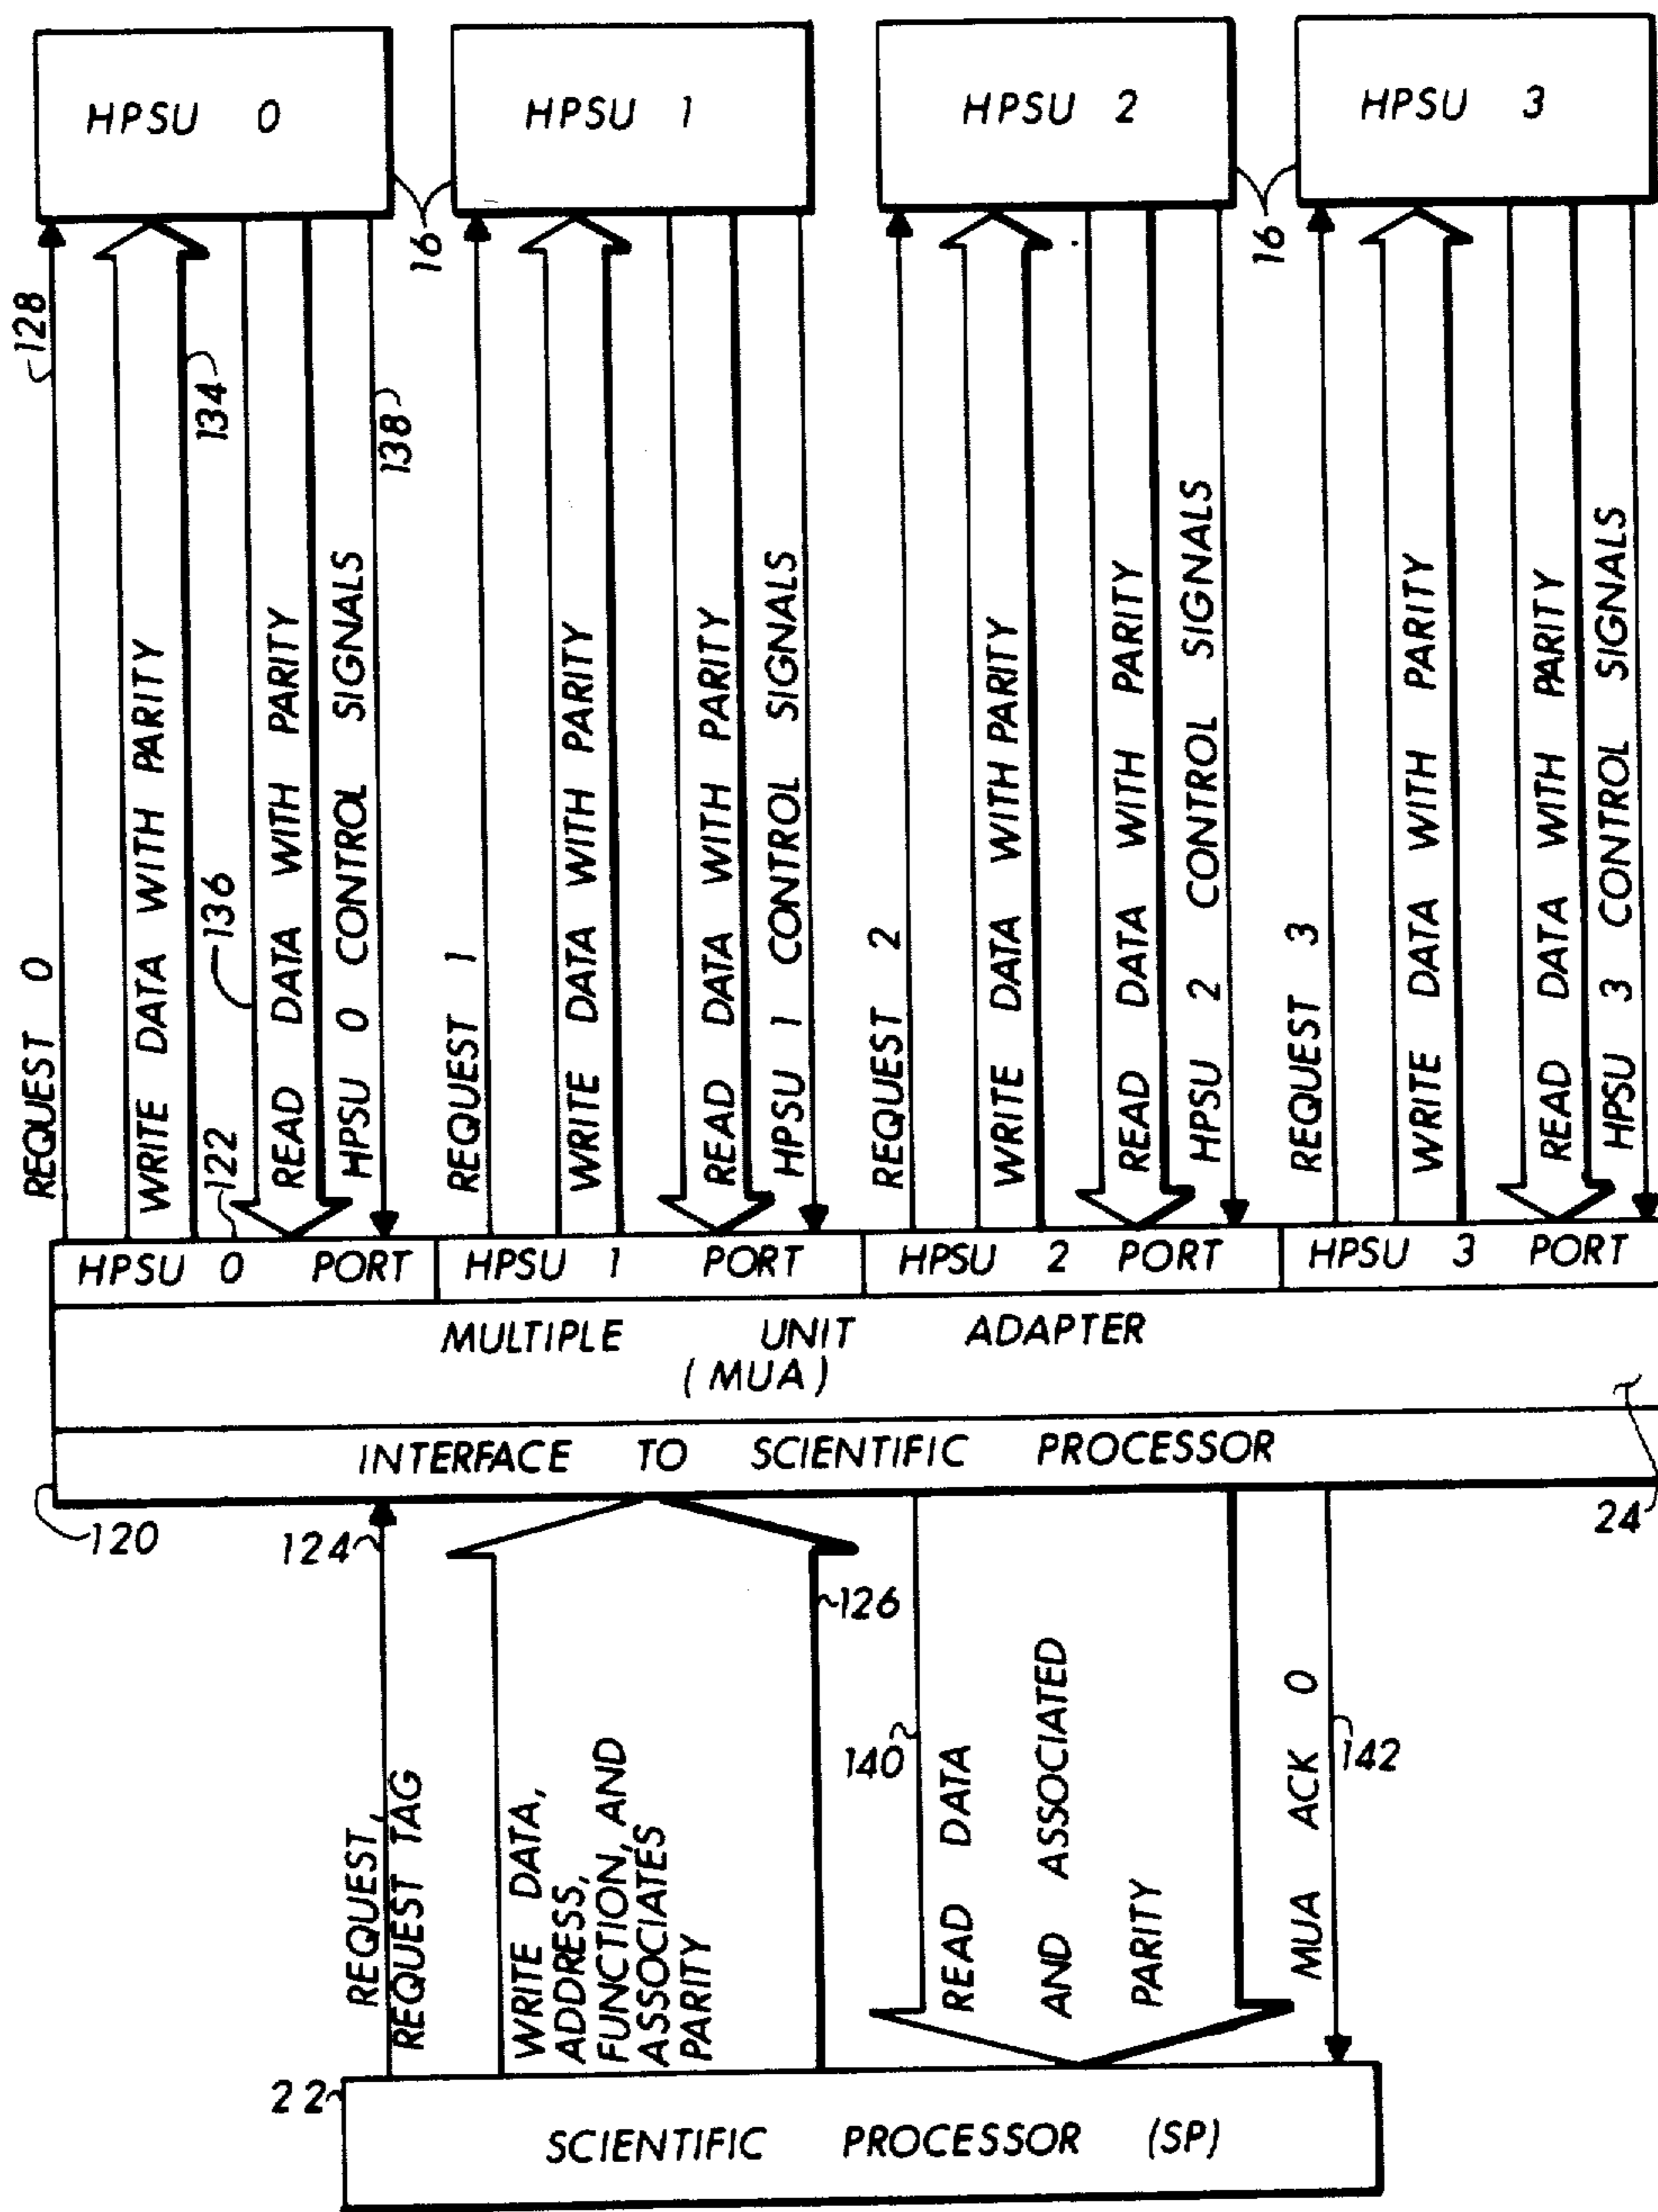 HPSU 0
HPSU 1
HPSU 2
HPSU 3
16
16
128
134
138
REQUEST 0
WRITE DATA WITH PARITY
136
READ DATA WITH PARITY
HPSU 0 CONTROL SIGNALS
122
REQUEST 1
WRITE DATA WITH PARITY
READ DATA WITH PARITY
HPSU 1 CONTROL SIGNALS
REQUEST 2
WRITE DATA WITH PARITY
READ DATA WITH PARITY
HPSU 2 CONTROL SIGNALS
REQUEST 3
WRITE DATA WITH PARITY
READ DATA WITH PARITY
HPSU 3 CONTROL SIGNALS
HPSU 0 PORT
HPSU 1 PORT
HPSU 2 PORT
HPSU 3 PORT
MULTIPLE UNIT ADAPTER
(MUA)
INTERFACE TO SCIENTIFIC PROCESSOR
120
124
24
126
REQUEST,
REQUEST TAG
WRITE DATA,
ADDRESS,
FUNCTION, AND
ASSOCIATES
PARITY
140
READ DATA
AND ASSOCIATED
PARITY
MUA ACK 0
142
22
SCIENTIFIC PROCESSOR (SP)